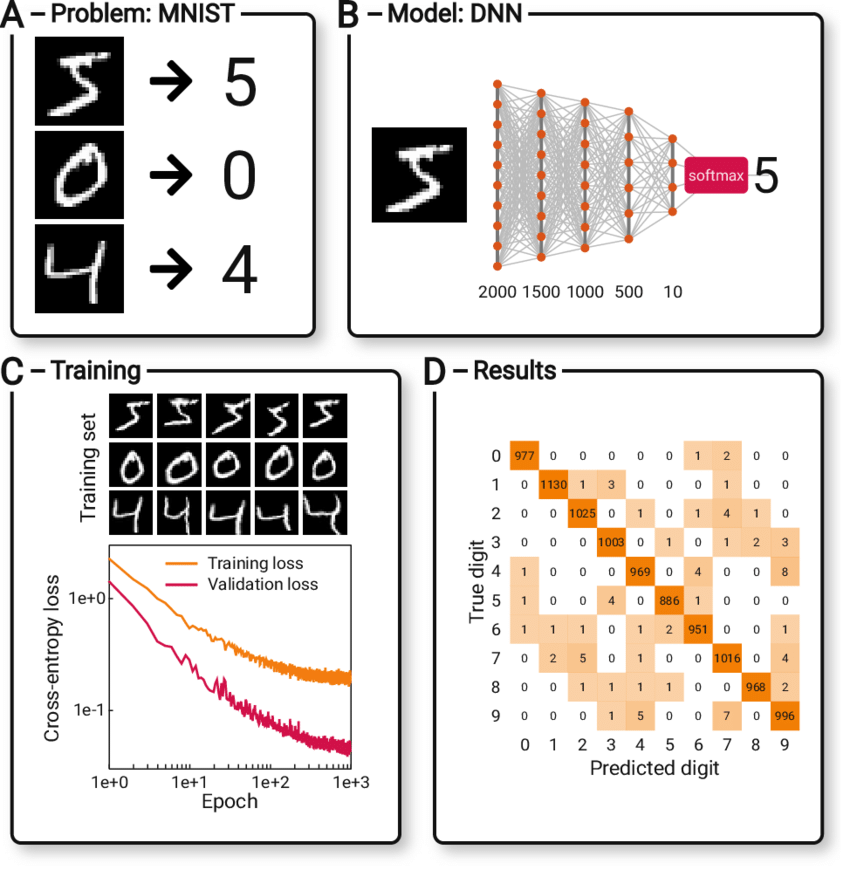 A – Problem: MNIST
5
0
4
B – Model: DNN
softmax 5
2000 1500 1000 500 10
C – Training
Training set
Training loss
Validation loss
Cross-entropy loss
1e+0
1e-1
1e+0 1e+1 1e+2 1e+3
Epoch
D – Results
True digit
0 977 0 0 0 0 0 1 2 0 0
1 0 1130 1 3 0 0 0 1 0 0
2 0 0 1025 0 1 0 1 4 1 0
3 0 0 0 1003 0 1 0 1 2 3
4 1 0 0 0 969 0 4 0 0 8
5 1 0 0 4 0 886 1 0 0 0
6 1 1 1 0 1 2 951 0 0 1
7 0 2 5 0 1 0 0 1016 0 4
8 0 0 1 1 1 1 0 0 968 2
9 0 0 0 1 5 0 0 7 0 996
0 1 2 3 4 5 6 7 8 9
Predicted digit